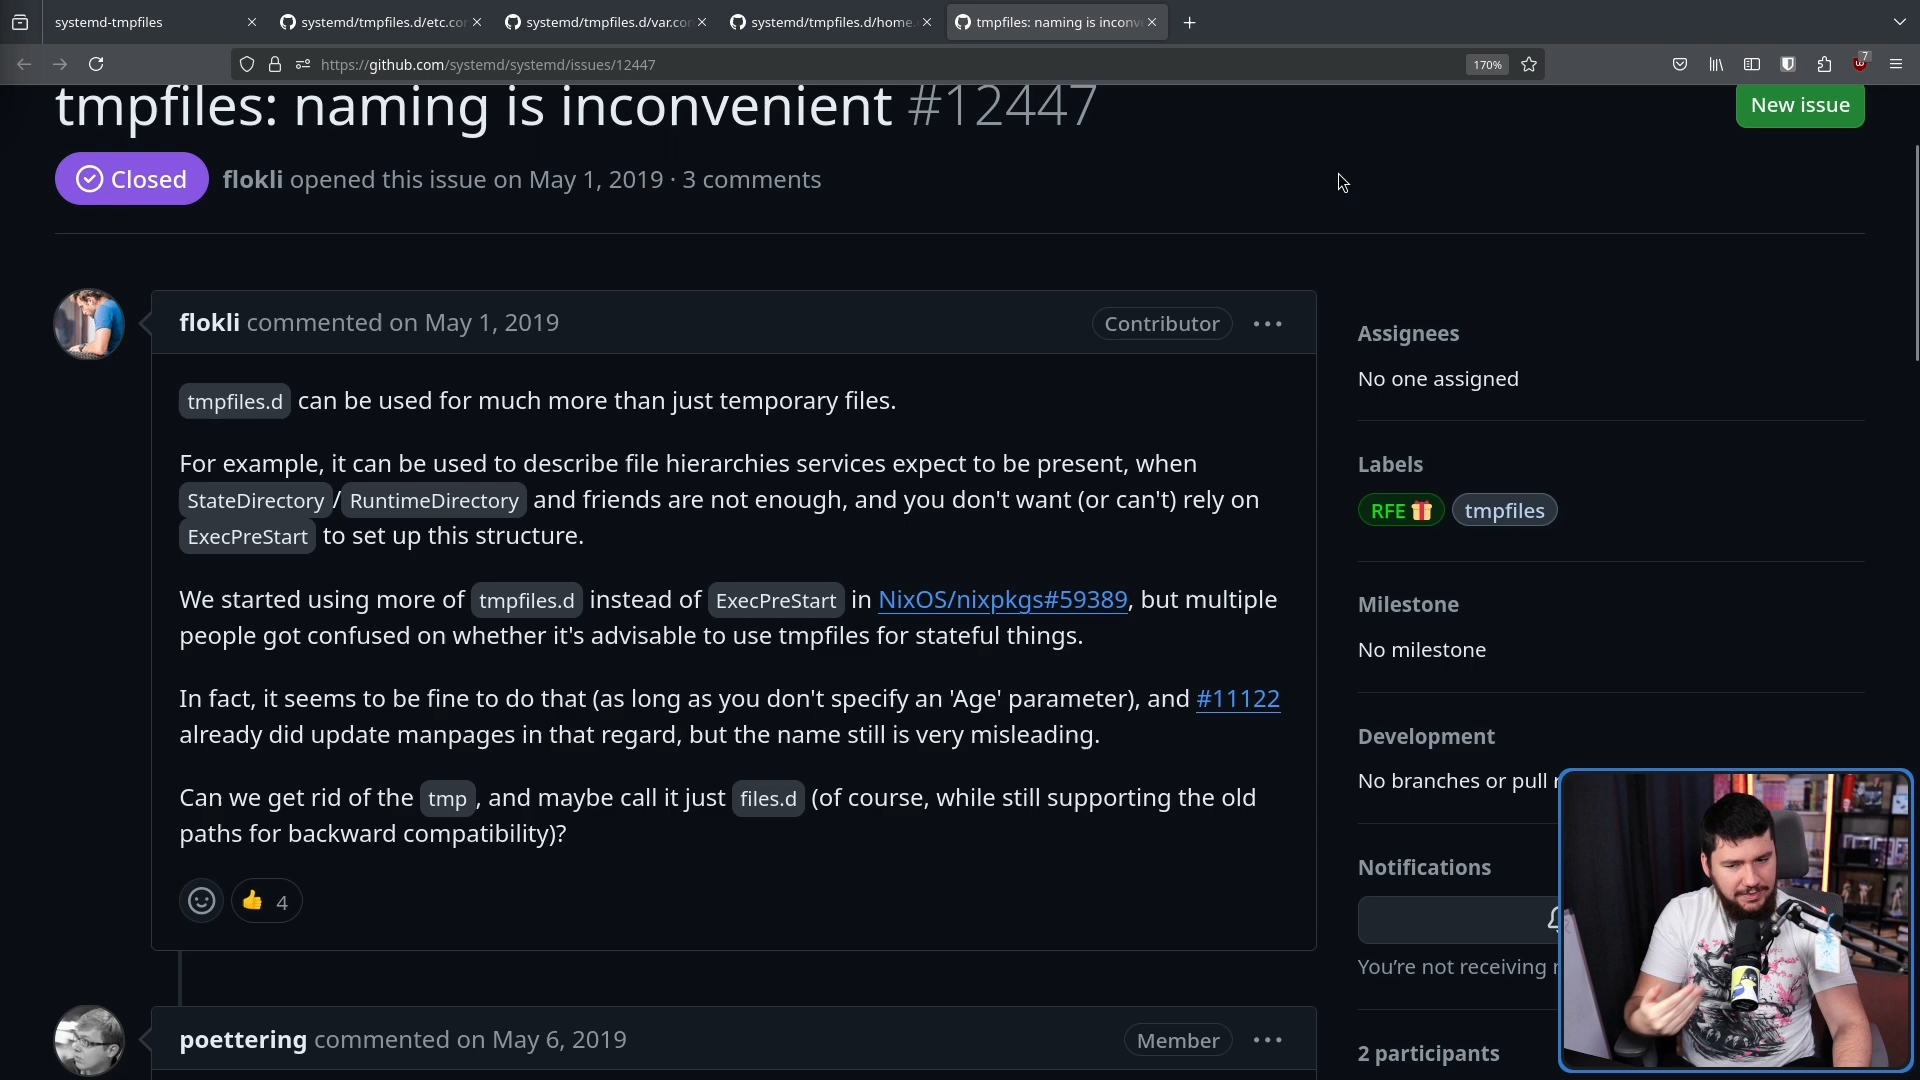 systemd-tmpfiles
systemd/tmpfiles.d/etc.co
systemd/tmpfiles.d/var.co
systemd/tmpfiles.d/home.
tmpfiles: naming is inconv
https://github.com/systemd/systemd/issues/12447
170%
7
tmpfiles: naming is inconvenient #12447
New issue
Closed
flokli opened this issue on May 1, 2019 · 3 comments
flokli commented on May 1, 2019
Contributor
tmpfiles.d can be used for much more than just temporary files.
For example, it can be used to describe file hierarchies services expect to be present, when
StateDirectory/RuntimeDirectory and friends are not enough, and you don't want (or can't) rely on
ExecPreStart to set up this structure.
We started using more of tmpfiles.d instead of ExecPreStart in NixOS/nixpkgs#59389, but multiple
people got confused on whether it's advisable to use tmpfiles for stateful things.
In fact, it seems to be fine to do that (as long as you don't specify an 'Age' parameter), and #11122
already did update manpages in that regard, but the name still is very misleading.
Can we get rid of the tmp, and maybe call it just files.d (of course, while still supporting the old
paths for backward compatibility)?
4
poettering commented on May 6, 2019
Member
Assignees
No one assigned
Labels
RFE
tmpfiles
Milestone
No milestone
Development
No branches or pull
Notifications
You're not receiving
2 participants